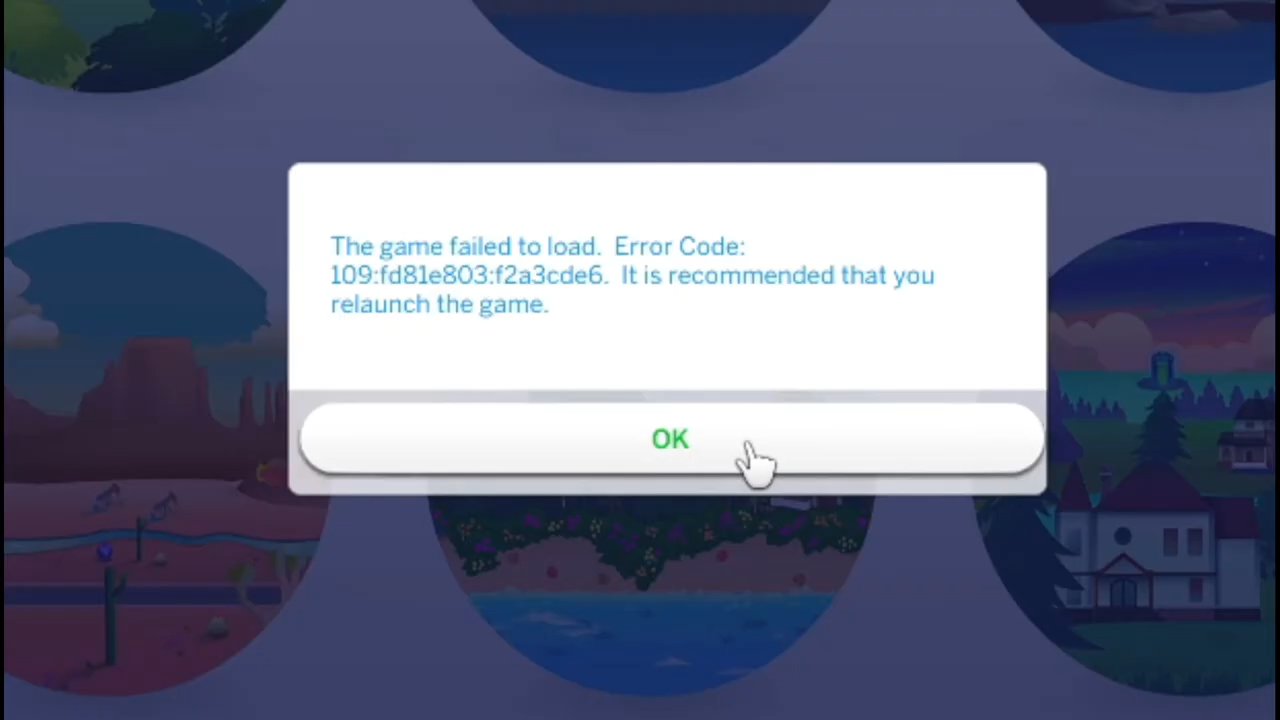 The game failed to load.  Error Code:
109:fd81e803:f2a3cde6.  It is recommended that you
relaunch the game.
OK